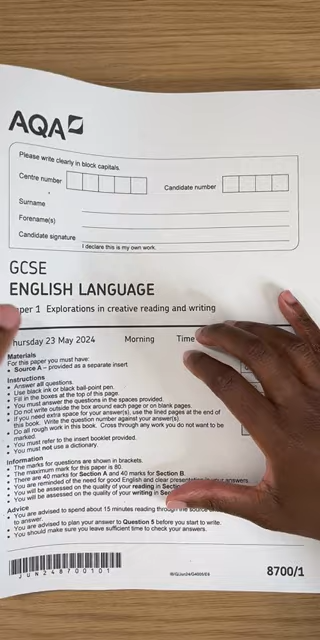 AQA
Please write clearly in block capitals.
Centre number
Candidate number
Surname
Forename(s)
Candidate signature
I declare this is my own work.
GCSE
ENGLISH LANGUAGE
aper 1 Explorations in creative reading and writing
hursday 23 May 2024 Morning Time
Materials
For this paper you must have:
• Source A – provided as a separate insert
Instructions
• Answer all questions.
• Use black ink or black ball-point pen.
• Fill in the boxes at the top of this page.
• You must answer the questions in the spaces provided.
• Do not write outside the box around each page or on blank pages.
• If you need extra space for your answer(s), use the lined pages at the end of
this book. Write the question number against your answer(s).
• Do all rough work in this book. Cross through any work you do not want to be
marked.
• You must refer to the insert booklet provided.
• You must not use a dictionary.
Information
• The marks for questions are shown in brackets.
• The maximum mark for this paper is 80.
• There are 40 marks for Section A and 40 marks for Section B.
• You are reminded of the need for good English and clear presentation in your answers.
• You will be assessed on the quality of your reading in Sect
• You will be assessed on the quality of your writing in Sec
Advice
• You are advised to spend about 15 minutes reading through the source
to answer.
• You are advised to plan your answer to Question 5 before you start to write.
• You should make sure you leave sufficient time to check your answers.
JUN248700101
8700/1